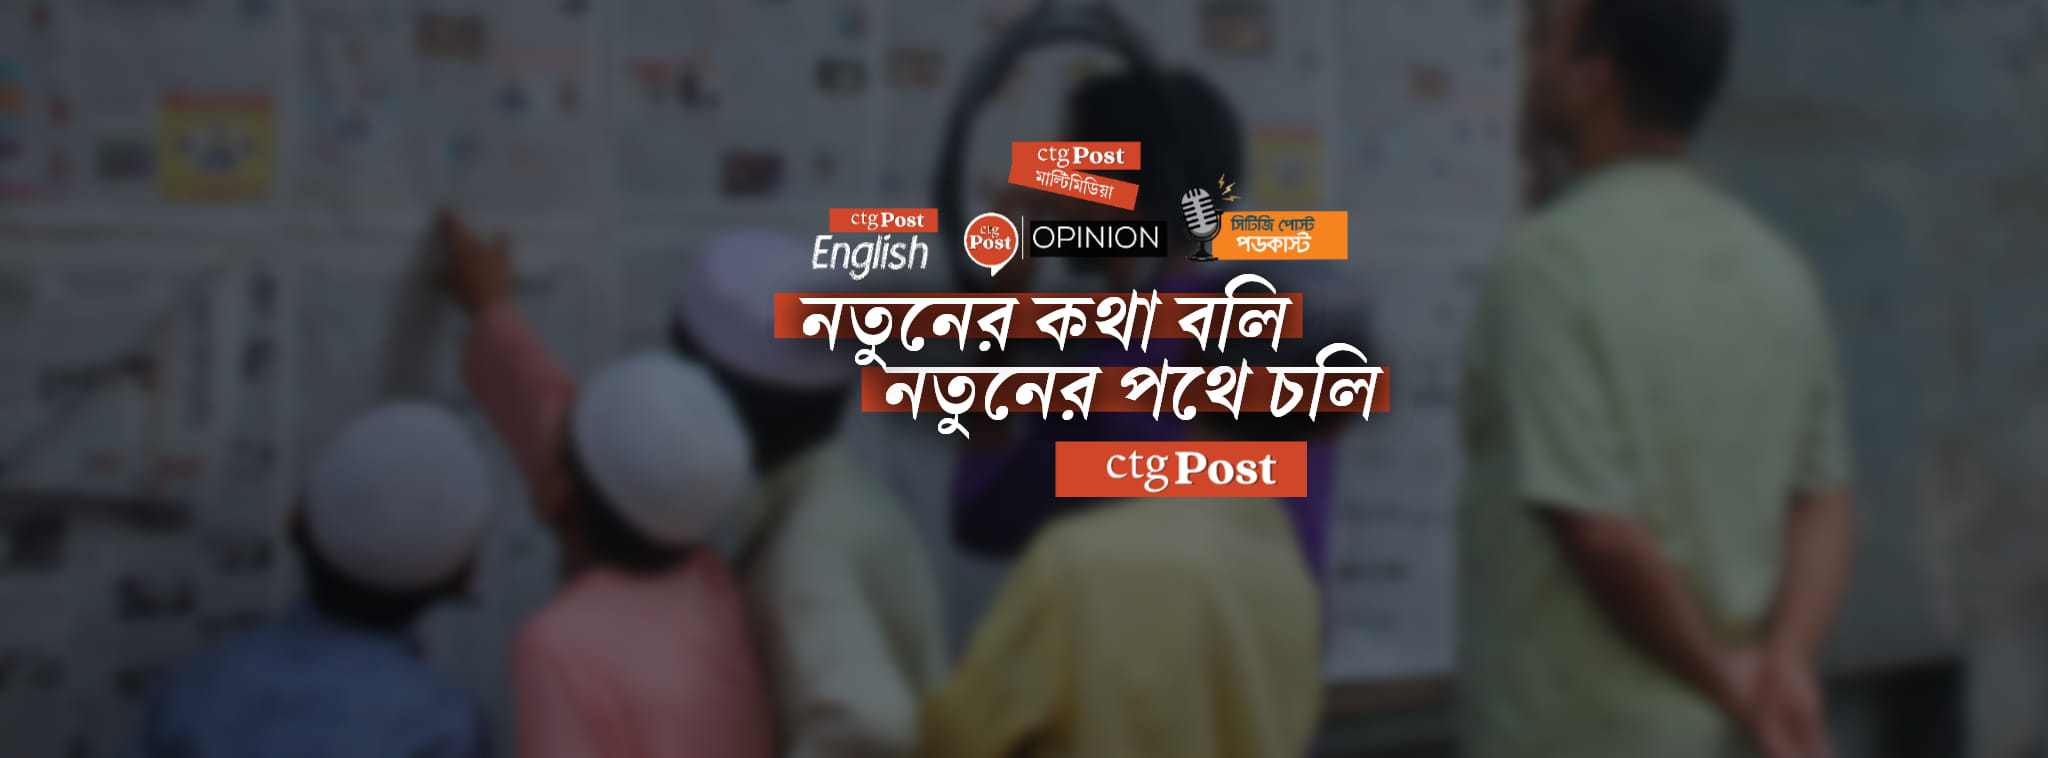 ctg Post
মাল্টিমিডিয়া
ctg Post
English
ctg Post
OPINION
সিটিজি পোস্ট
পডকাস্ট
নতুনের কথা বলি
নতুনের পথে চলি
ctg Post